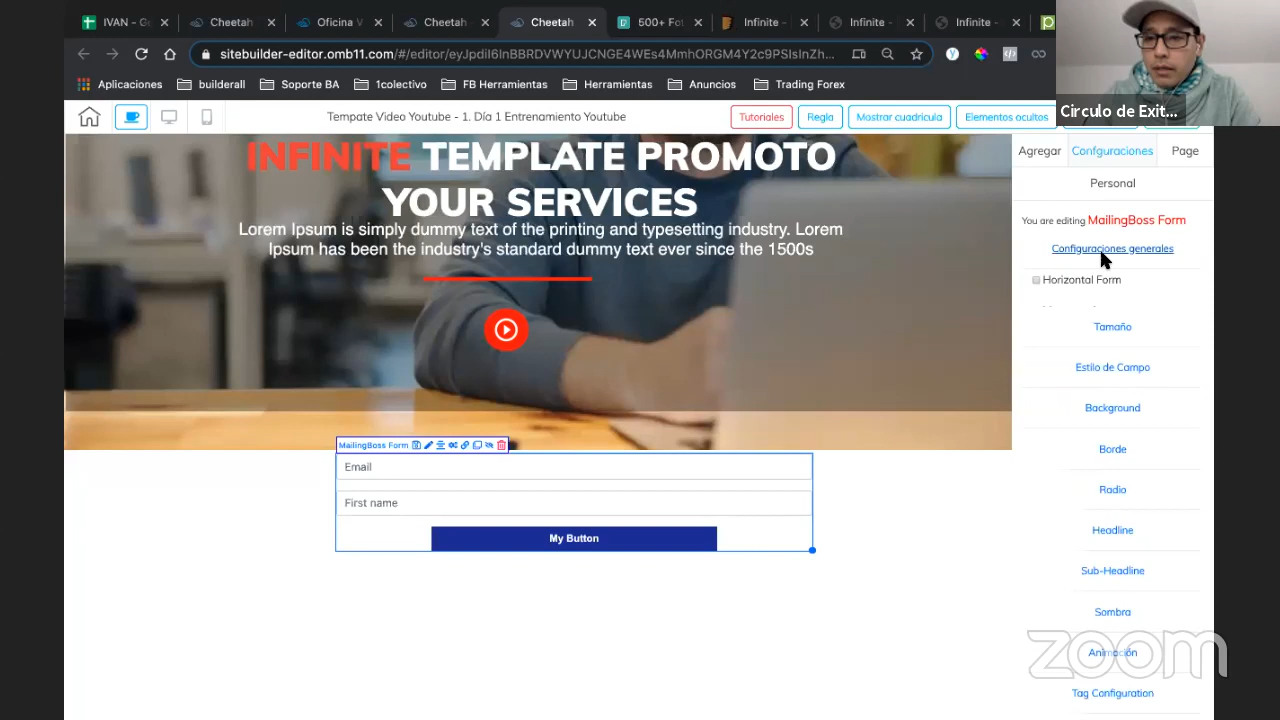 IVAN - C
Cheetah
Oficina V
Cheetah
Cheetah
500+ Fo
Infinite -
Infinite -
Infinite -
sitebuilder-editor.omb11.com/#/editor/eyJpdiI6InBBRDVWYUJCNGE4WEs4MmhORGM4Y2c9PSIsInZh...
Aplicaciones
builderall
Soporte BA
1colectivo
FB Herramientas
Herramientas
Anuncios
Trading Forex
Circulo de Exit...
Tempate Video Youtube - 1. Día 1 Entrenamiento Youtube
Tutoriales
Regla
Mostrar cuadrícula
Elementos ocultos
INFINITE TEMPLATE PROMOTO
YOUR SERVICES
Lorem Ipsum is simply dummy text of the printing and typesetting industry. Lorem
Ipsum has been the industry's standard dummy text ever since the 1500s
MailingBoss Form
Email
First name
My Button
Agregar
Confguraciones
Page
Personal
You are editing MailingBoss Form
Configuraciones generales
Horizontal Form
Tamaño
Estilo de Campo
Background
Borde
Radio
Headline
Sub-Headline
Sombra
Animación
Tag Configuration
zoom